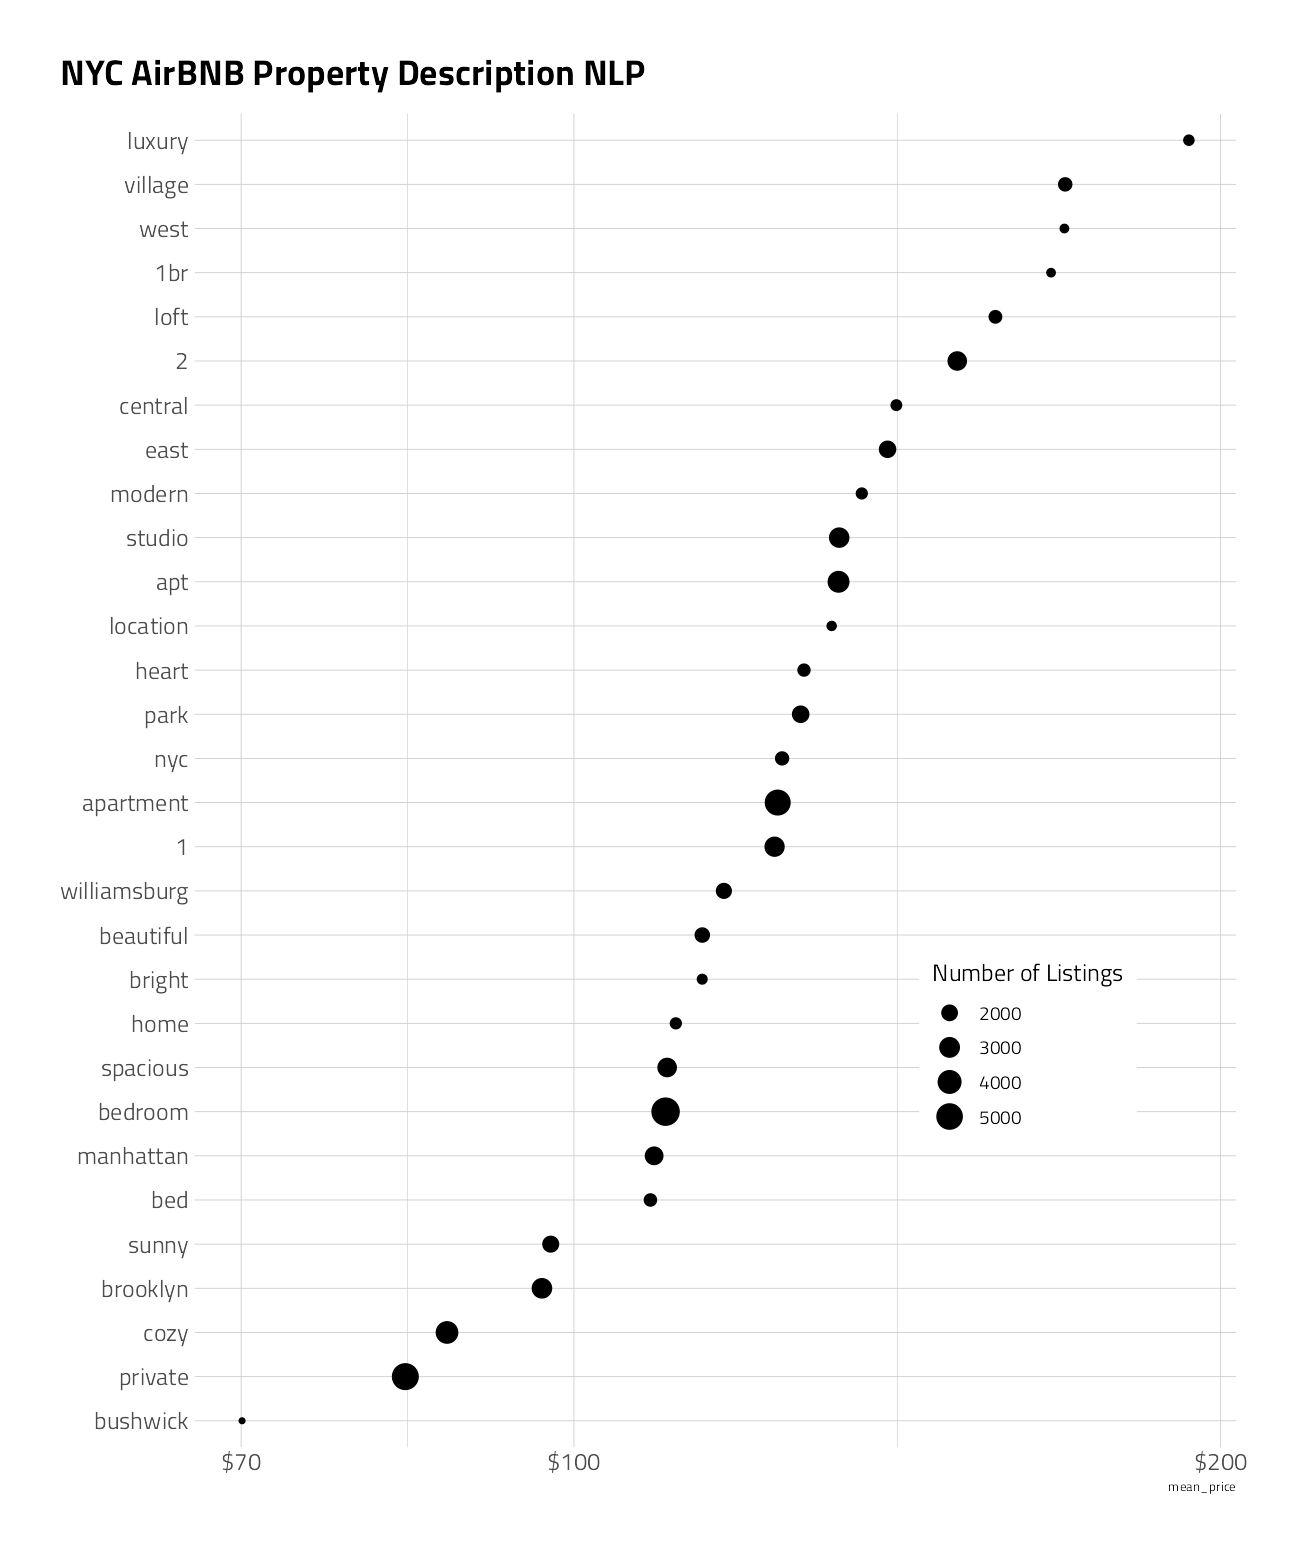 NYC AirBNB Property Description NLP
luxury
village
west
1br
loft
2
central
east
modern
studio
apt
location
heart
park
nyc
apartment
1
williamsburg
beautiful
bright
home
spacious
bedroom
manhattan
bed
sunny
brooklyn
cozy
private
bushwick
Number of Listings
2000
3000
4000
5000
$70 $100 $200
mean_price